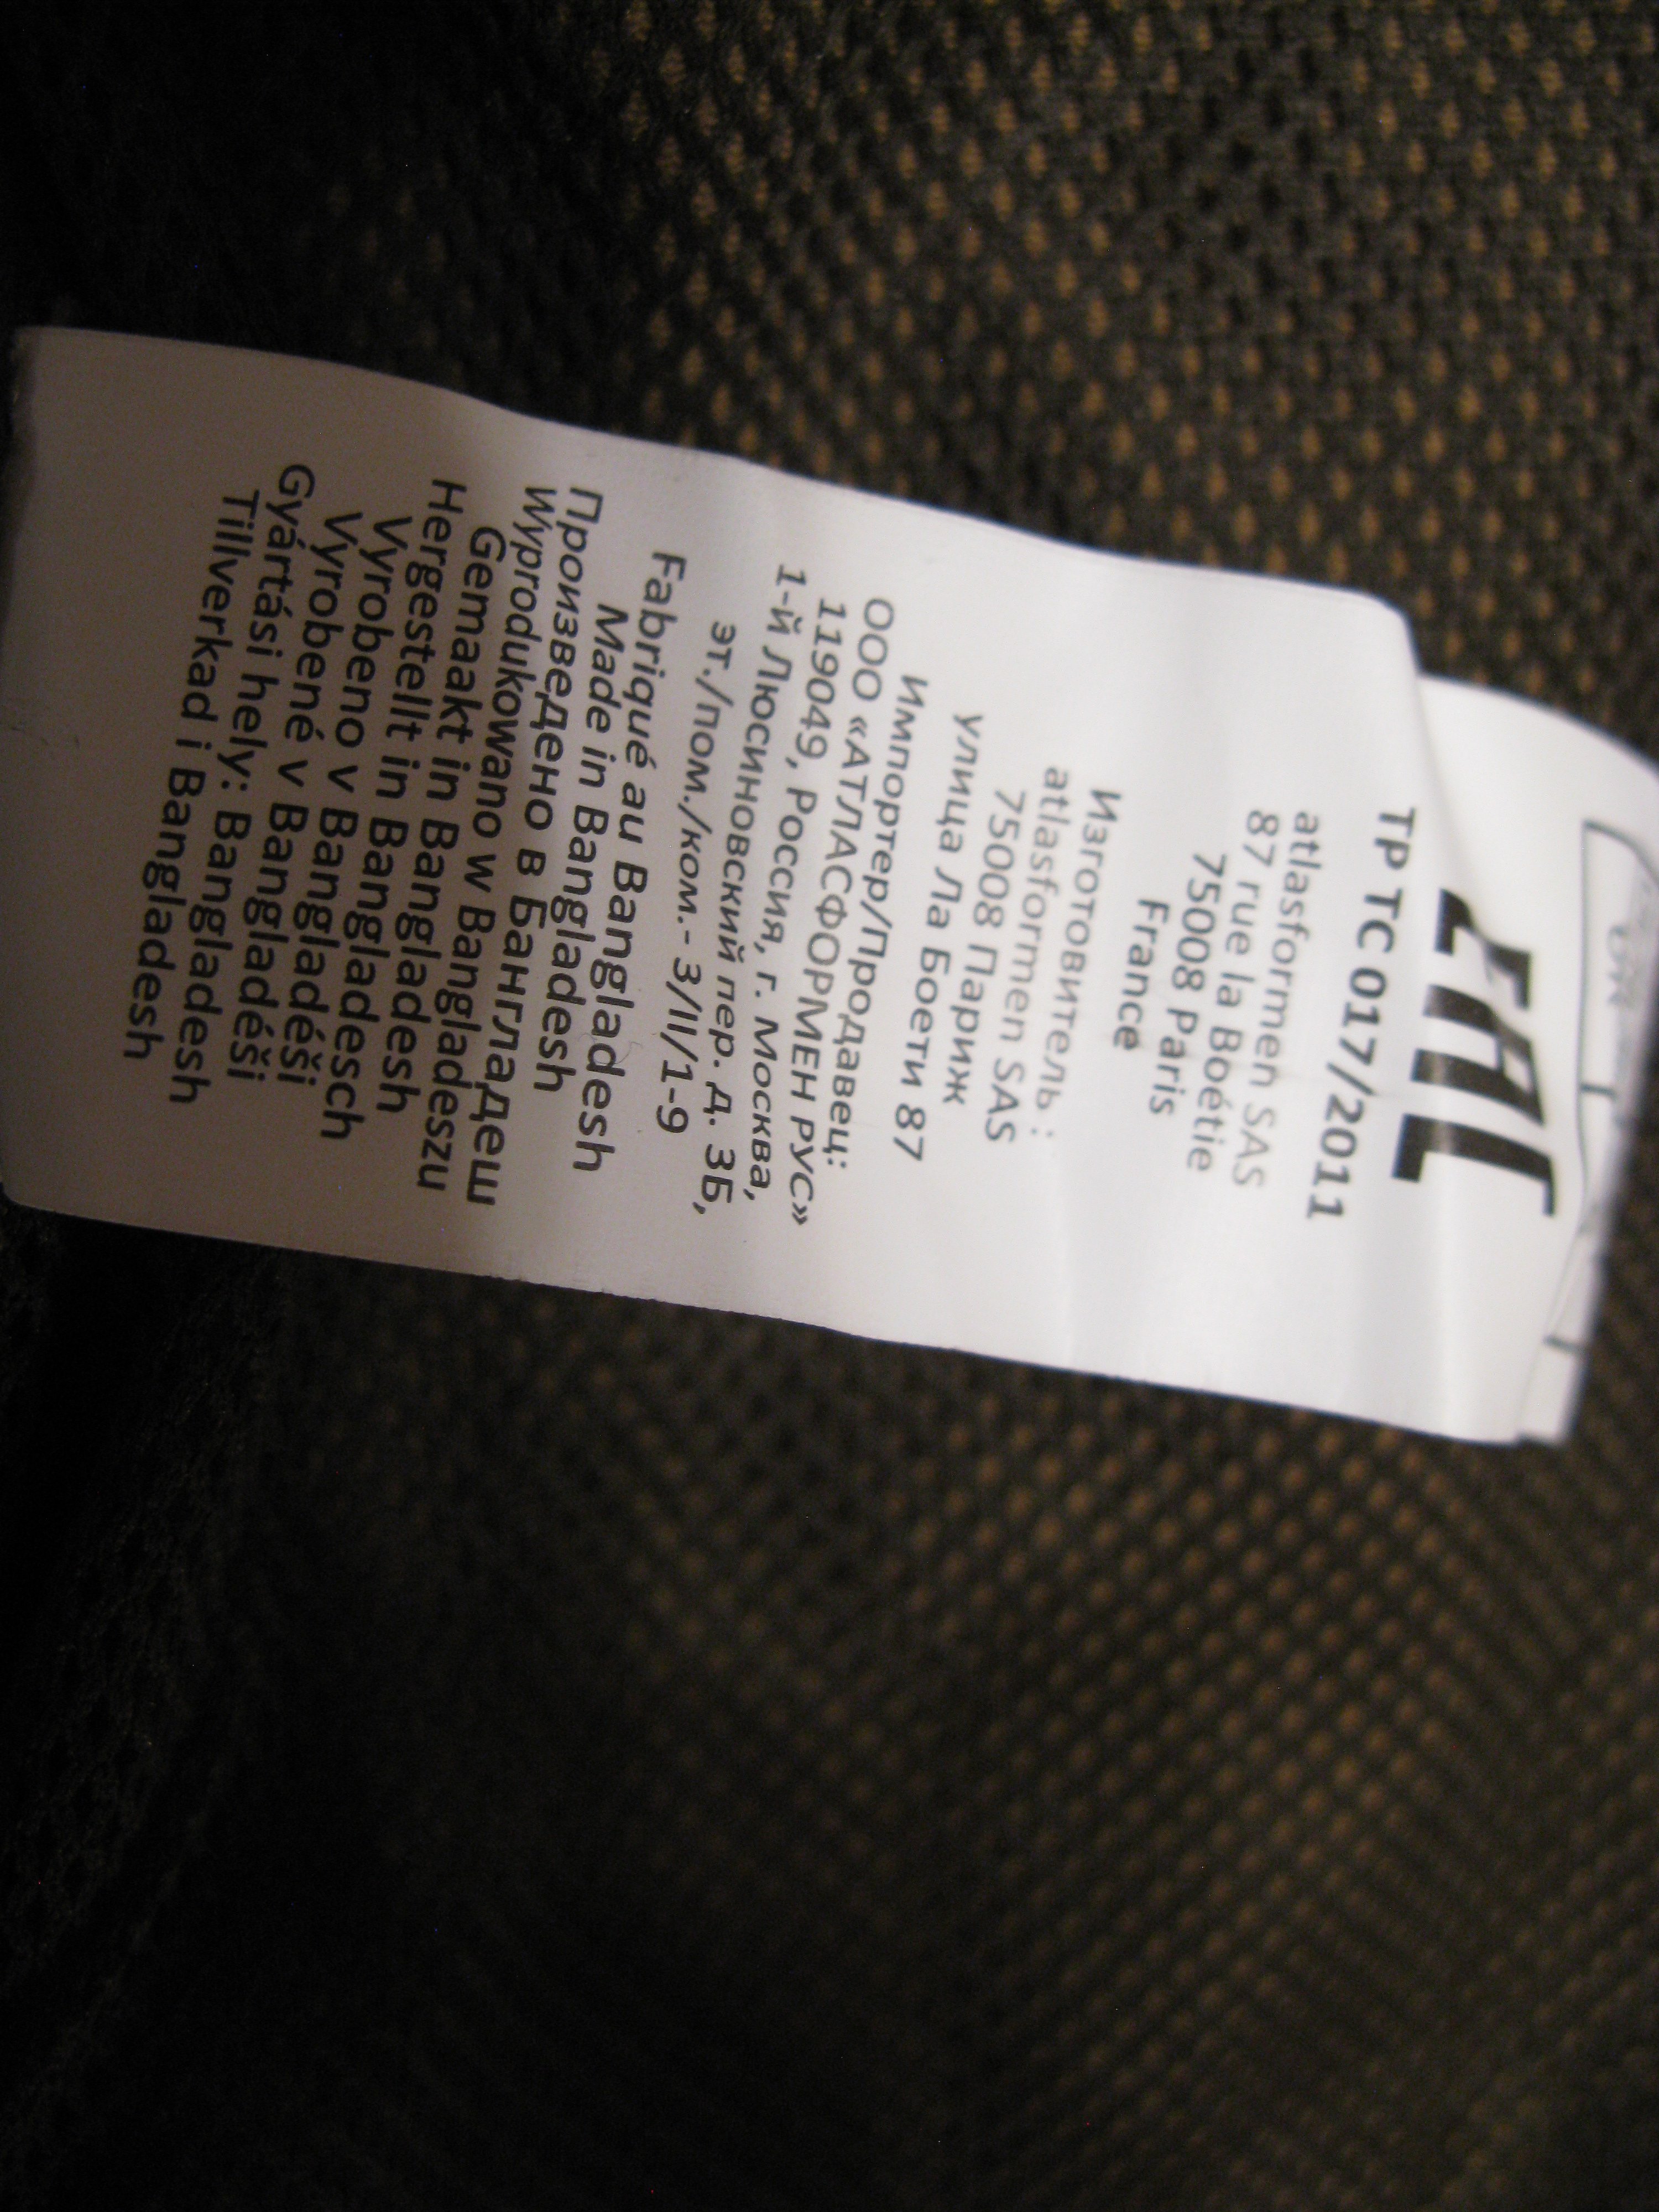 EAC
ТР ТС 017/2011
atlasformen SAS
87 rue la Boétie
75008 Paris
France
Изготовитель :
atlasformen SAS
75008 Париж
улица Ла Боети 87
Импортер/Продавец:
ООО «АТЛАСФОРМЕН РУС»
119049, Россия, г. Москва,
1-й Люсиновский пер. д. 3Б,
эт./пом./ком.- 3/II/1-9
Fabriqué au Bangladesh
Made in Bangladesh
Произведено в Бангладеш
Wyprodukowano w Bangladeszu
Gemaakt in Bangladesh
Hergestellt in Bangladesch
Vyrobeno v Bangladéši
Vyrobené v Bangladéši
Gyártási hely: Bangladesh
Tillverkad i Bangladesh